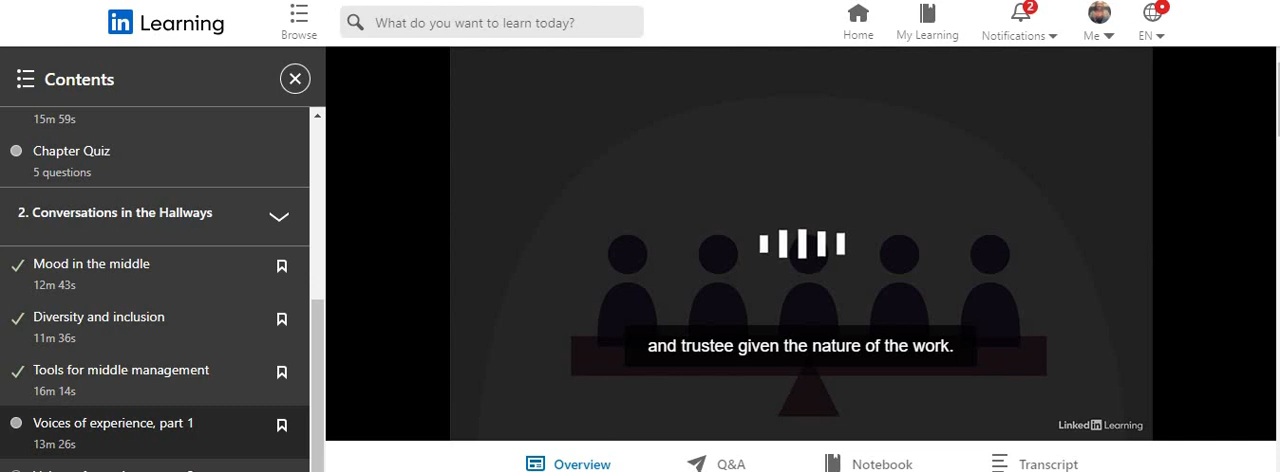 in Learning
Browse
What do you want to learn today?
Home
My Learning
2
Notifications
Me
EN
Contents
15m 59s
Chapter Quiz
5 questions
2. Conversations in the Hallways
Mood in the middle
12m 43s
Diversity and inclusion
11m 36s
Tools for middle management
16m 14s
Voices of experience, part 1
13m 26s
and trustee given the nature of the work.
Linked in Learning
Overview
Q&A
Notebook
Transcript